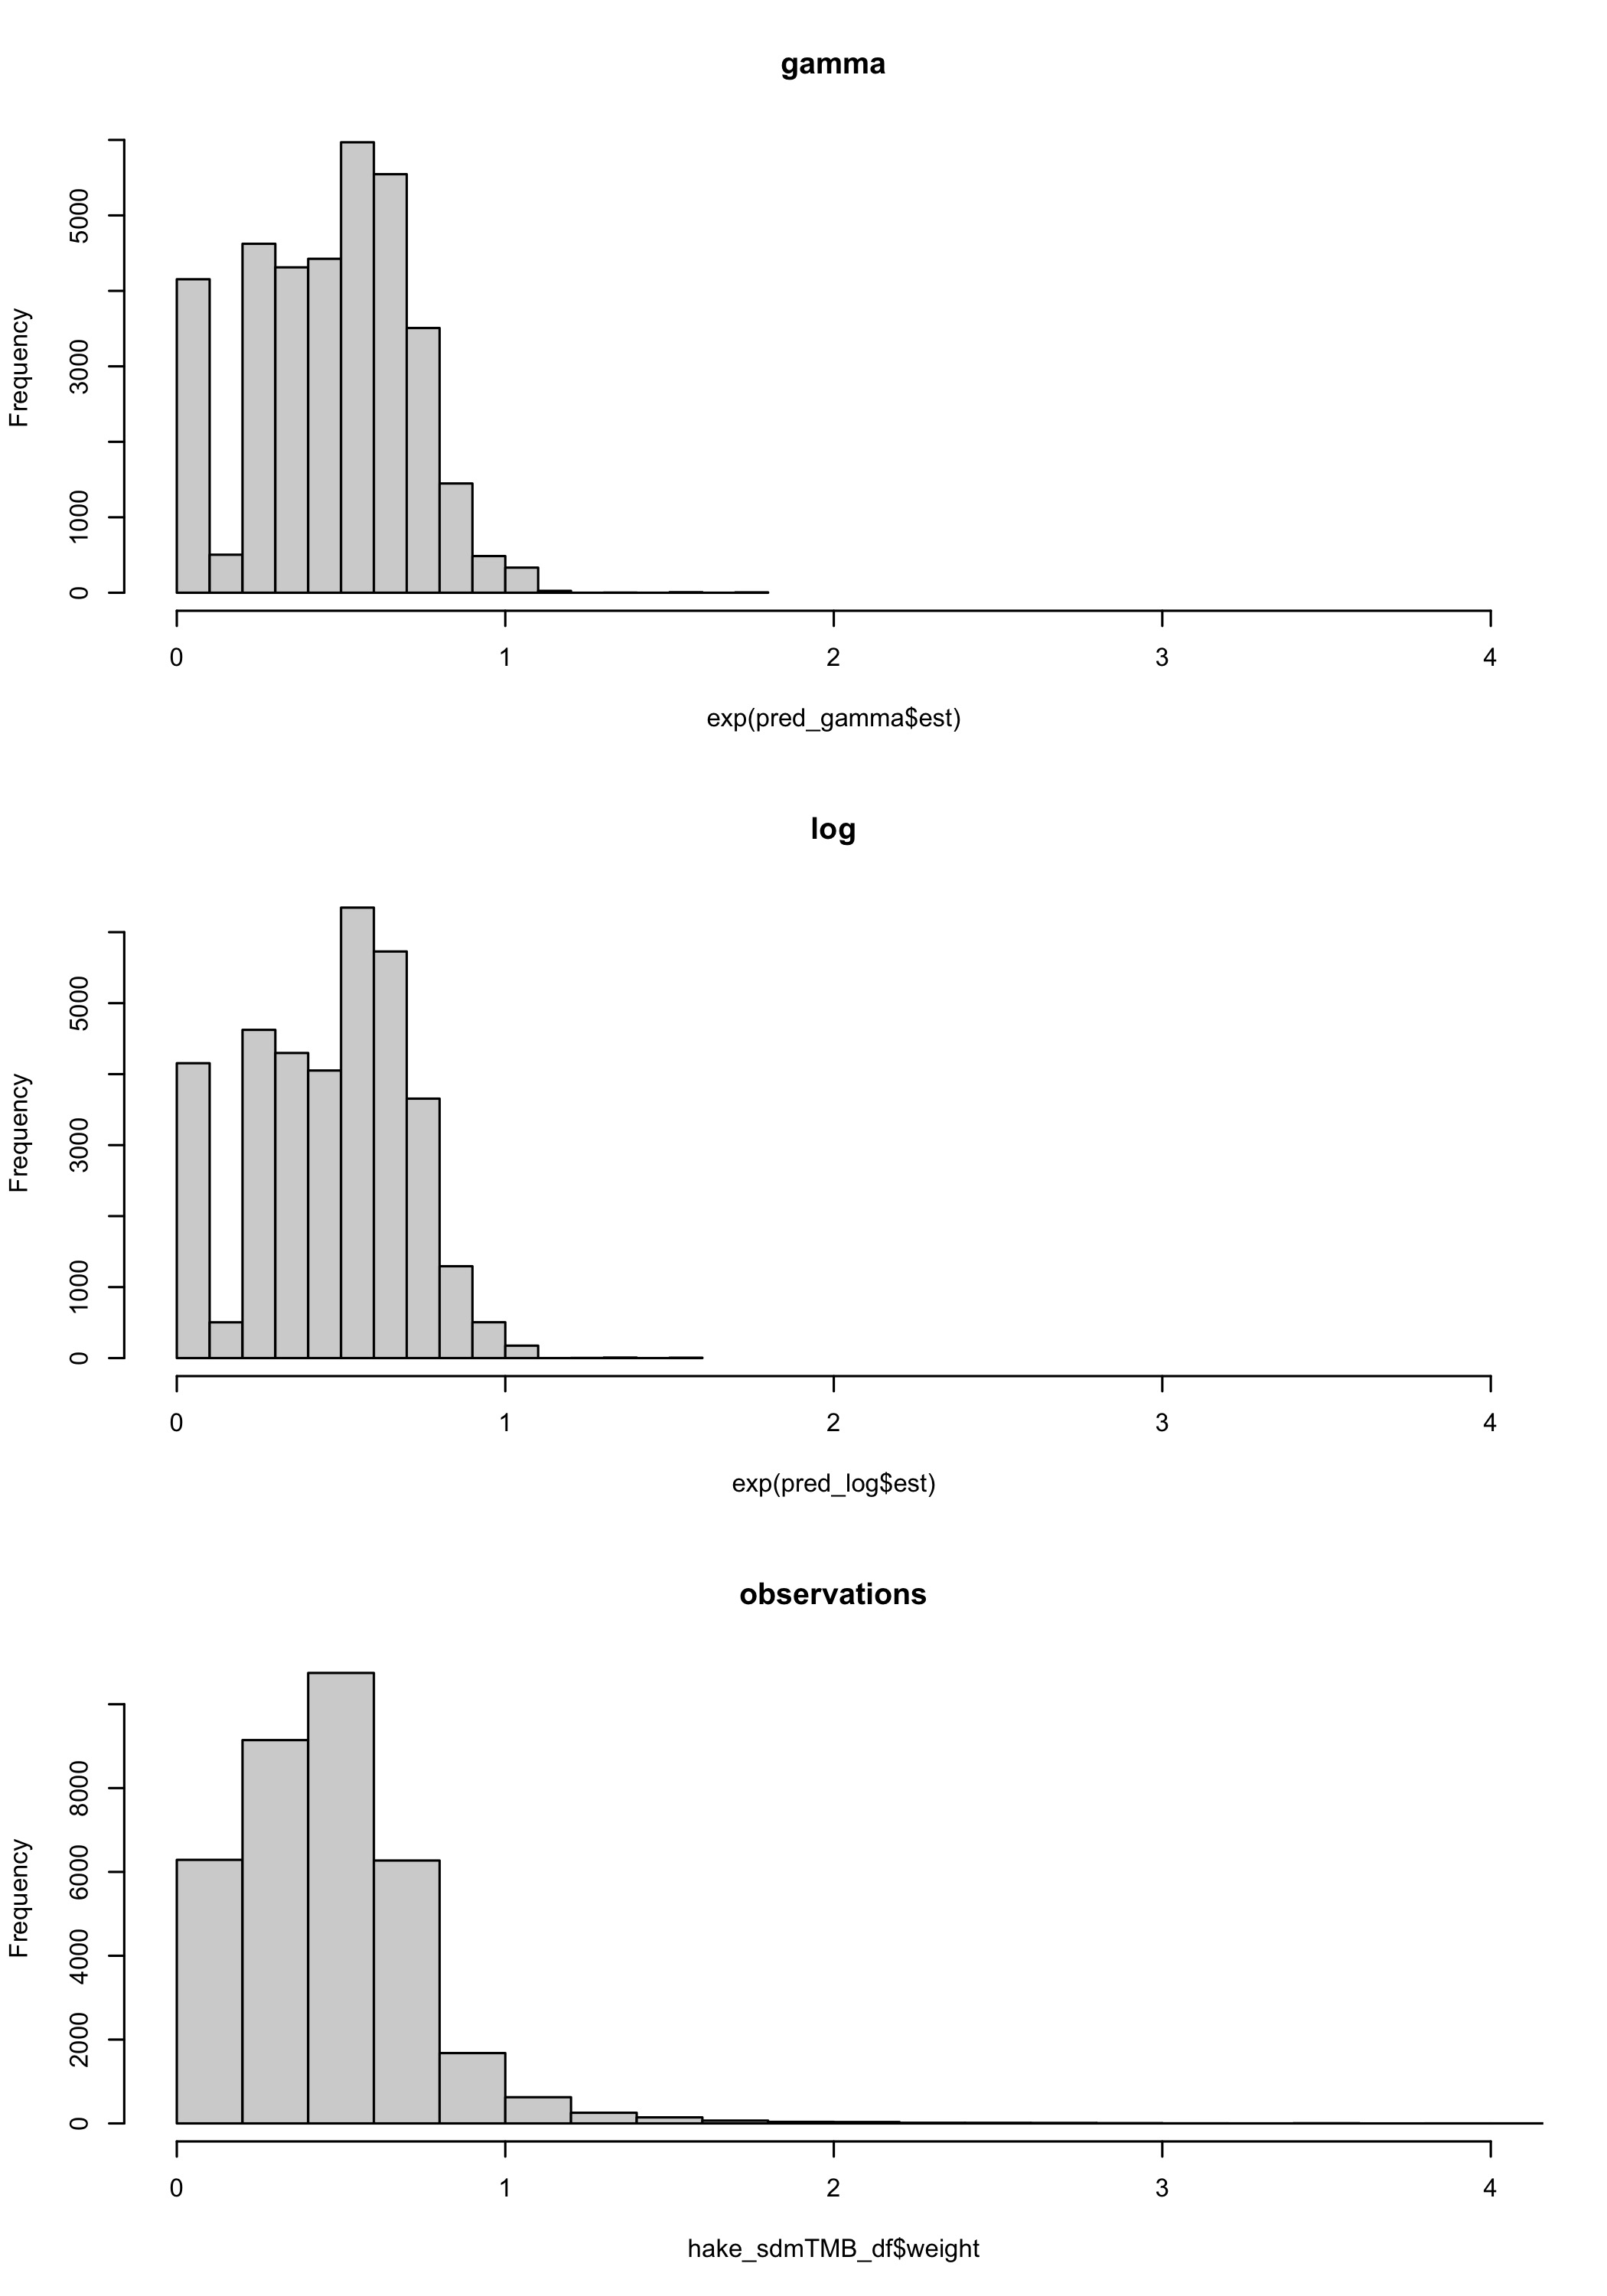 gamma
5000
3000
1000
0
Frequency
0 1 2 3 4
exp(pred_gamma$est)
log
5000
3000
1000
0
Frequency
0 1 2 3 4
exp(pred_log$est)
observations
8000
6000
4000
2000
0
Frequency
0 1 2 3 4
hake_sdmTMB_df$weight